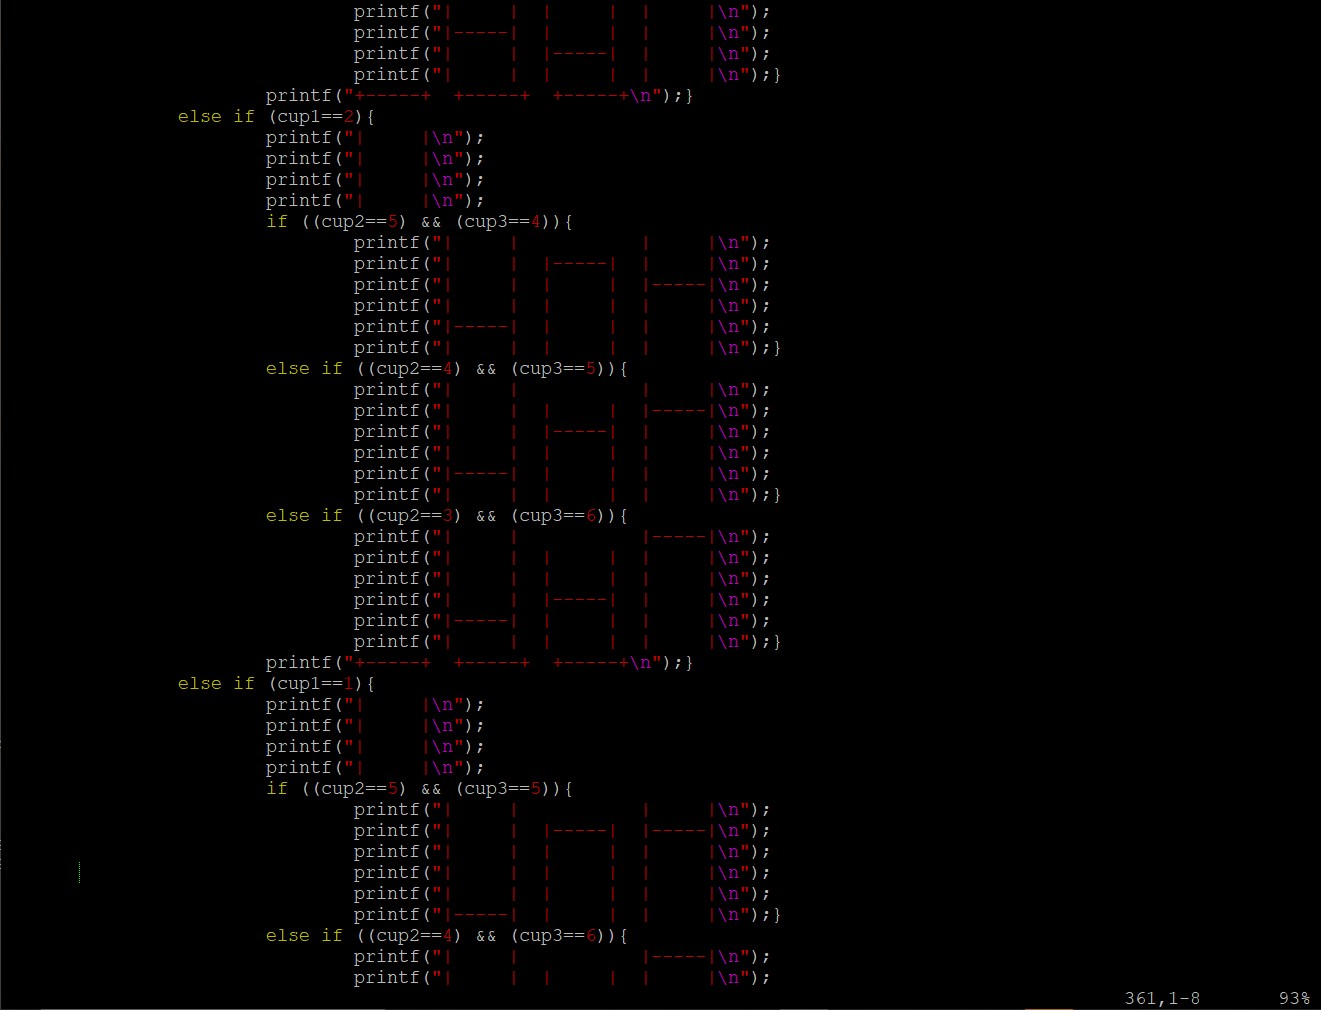 printf("|     |  |     |  |     |\n");
                                printf("|-----|  |     |  |     |\n");
                                printf("|     |  |-----|  |     |\n");
                                printf("|     |  |     |  |     |\n");}
                        printf("+-----+  +-----+  +-----+\n");}
                else if (cup1==2){
                        printf("|     |\n");
                        printf("|     |\n");
                        printf("|     |\n");
                        printf("|     |\n");
                        if ((cup2==5) && (cup3==4)){
                                printf("|     |           |     |\n");
                                printf("|     |  |-----|  |     |\n");
                                printf("|     |  |     |  |-----|\n");
                                printf("|     |  |     |  |     |\n");
                                printf("|-----|  |     |  |     |\n");
                                printf("|     |  |     |  |     |\n");}
                        else if ((cup2==4) && (cup3==5)){
                                printf("|     |           |     |\n");
                                printf("|     |  |     |  |-----|\n");
                                printf("|     |  |-----|  |     |\n");
                                printf("|     |  |     |  |     |\n");
                                printf("|-----|  |     |  |     |\n");
                                printf("|     |  |     |  |     |\n");}
                        else if ((cup2==3) && (cup3==6)){
                                printf("|     |           |-----|\n");
                                printf("|     |  |     |  |     |\n");
                                printf("|     |  |     |  |     |\n");
                                printf("|     |  |-----|  |     |\n");
                                printf("|-----|  |     |  |     |\n");
                                printf("|     |  |     |  |     |\n");}
                        printf("+-----+  +-----+  +-----+\n");}
                else if (cup1==1){
                        printf("|     |\n");
                        printf("|     |\n");
                        printf("|     |\n");
                        printf("|     |\n");
                        if ((cup2==5) && (cup3==5)){
                                printf("|     |           |     |\n");
                                printf("|     |  |-----|  |-----|\n");
                                printf("|     |  |     |  |     |\n");
                                printf("|     |  |     |  |     |\n");
                                printf("|     |  |     |  |     |\n");
                                printf("|-----|  |     |  |     |\n");}
                        else if ((cup2==4) && (cup3==6)){
                                printf("|     |           |-----|\n");
                                printf("|     |  |     |  |     |\n");
361,1-8       93%